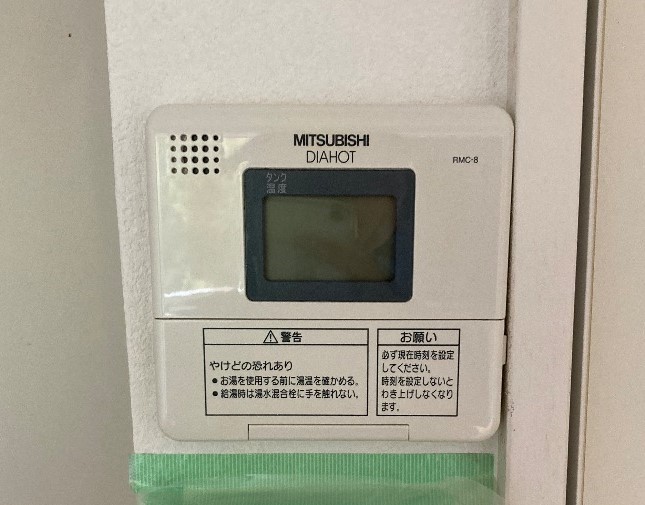 MITSUBISHI
DIAHOT
RMC-8
タンク
温度
警告
やけどの恐れあり
●お湯を使用する前に湯温を確かめる。
●給湯時は湯水混合栓に手を触れない。
お願い
必ず現在時刻を設定
してください。
時刻を設定しないと
わき上げしなくなり
ます.